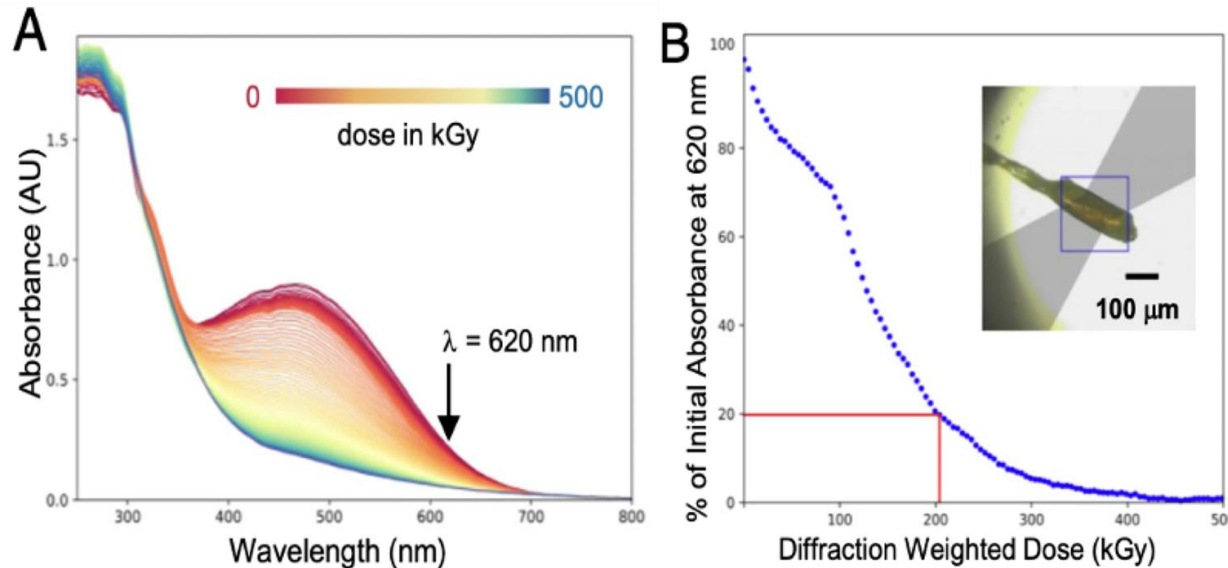 A
0
500
dose in kGy
λ = 620 nm
Absorbance (AU)
1.5
1.0
0.5
0.0
300
400
500
600
700
800
Wavelength (nm)
B
% of Initial Absorbance at 620 nm
100
80
60
40
20
0
100 μm
100
200
300
400
50
Diffraction Weighted Dose (kGy)